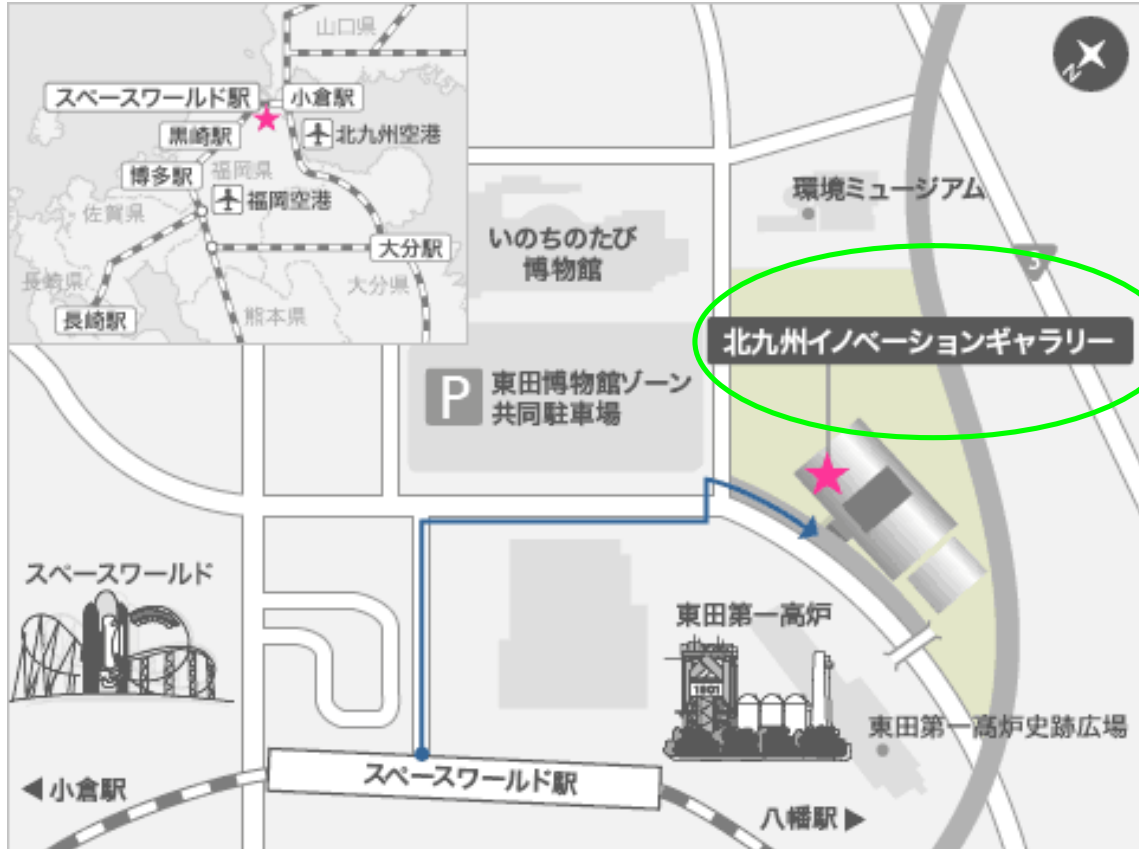 山口県
スペースワールド駅
小倉駅
黒崎駅
北九州空港
博多駅
福岡県
福岡空港
佐賀県
大分駅
長崎県
大分県
長崎駅
熊本県
N
環境ミュージアム
いのちのたび
博物館
3
北九州イノベーションギャラリー
P
東田博物館ゾーン
共同駐車場
スペースワールド
東田第一高炉
1901
東田第一高炉史跡広場
スペースワールド駅
◀小倉駅
八幡駅▶